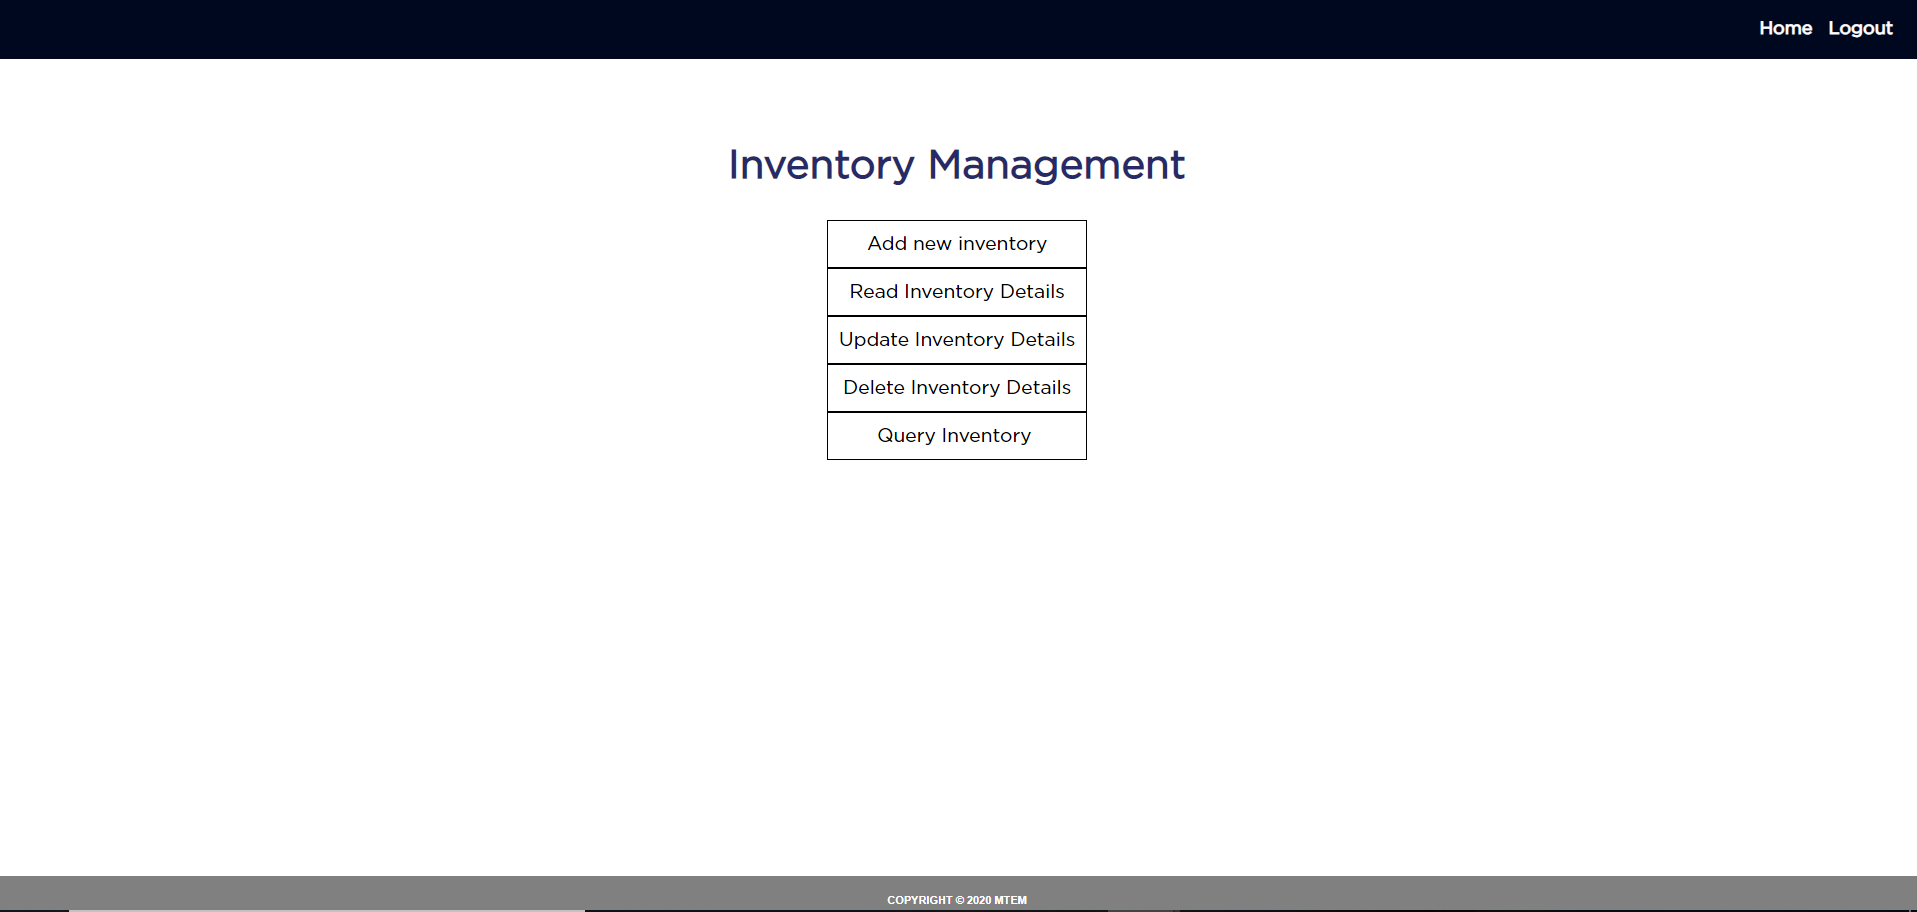 Home Logout
Inventory Management
Add new inventory
Read Inventory Details
Update Inventory Details
Delete Inventory Details
Query Inventory
COPYRIGHT © 2020 MTEM